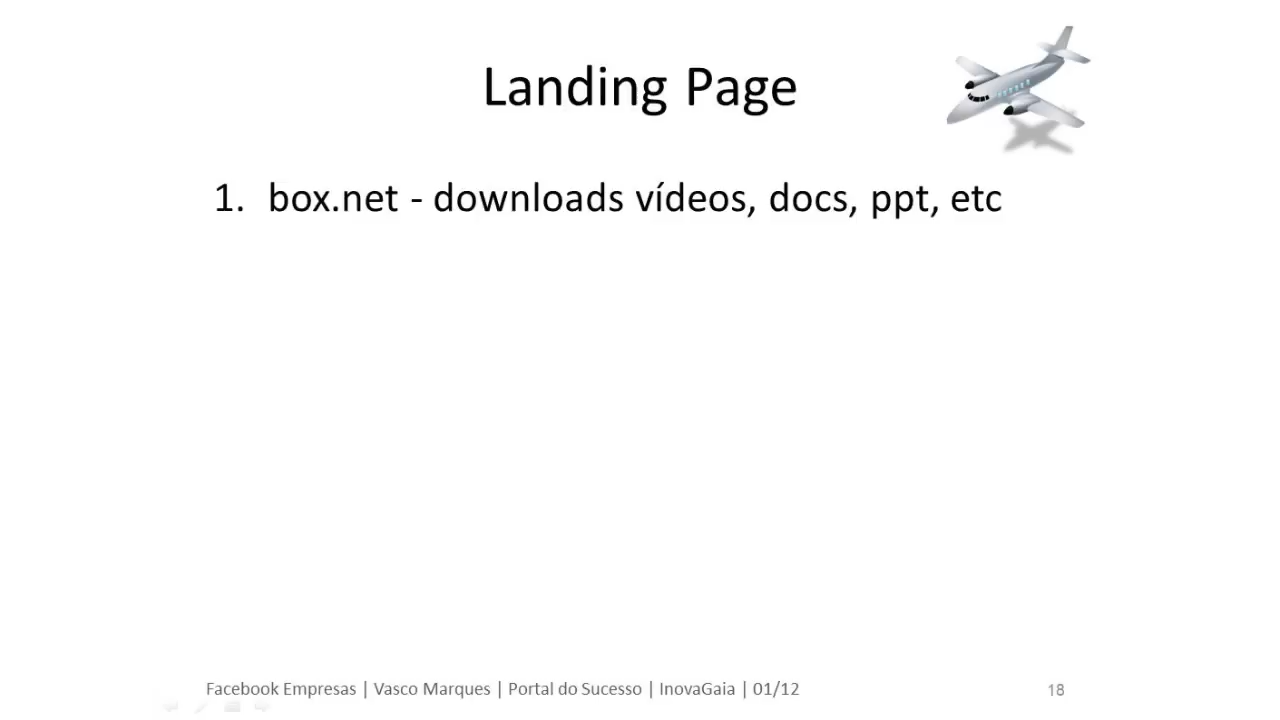 Landing Page
1. box.net - downloads vídeos, docs, ppt, etc
Facebook Empresas | Vasco Marques | Portal do Sucesso | InovaGaia | 01/12
18